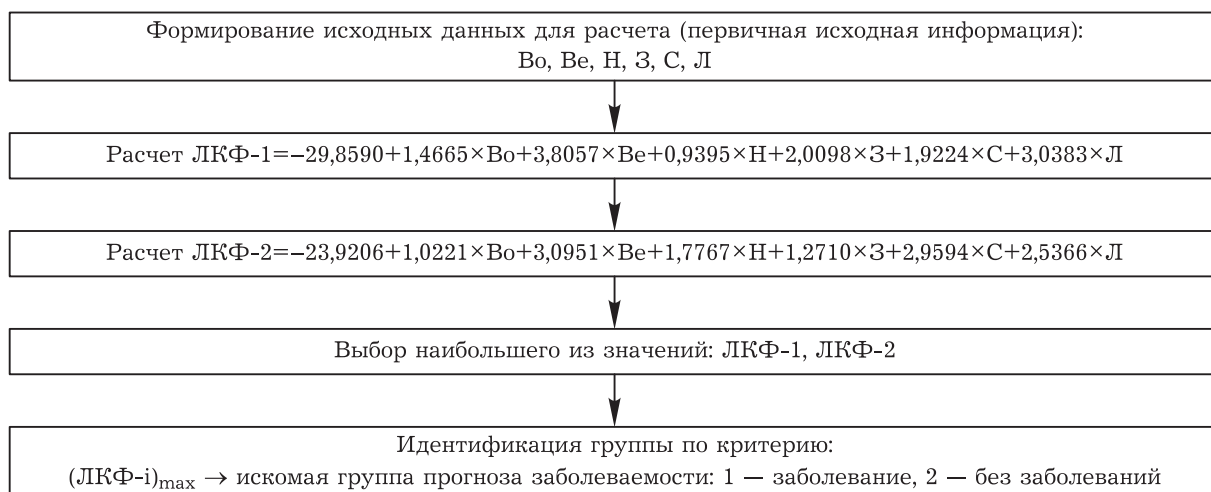 Формирование исходных данных для расчета (первичная исходная информация):
Во, Ве, Н, З, С, Л
Расчет ЛКФ-1=–29,8590+1,4665×Во+3,8057×Ве+0,9395×Н+2,0098×З+1,9224×С+3,0383×Л
Расчет ЛКФ-2=–23,9206+1,0221×Во+3,0951×Ве+1,7767×Н+1,2710×З+2,9594×С+2,5366×Л
Выбор наибольшего из значений: ЛКФ-1, ЛКФ-2
Идентификация группы по критерию:
(ЛКФ-i)max → искомая группа прогноза заболеваемости: 1 — заболевание, 2 — без заболеваний